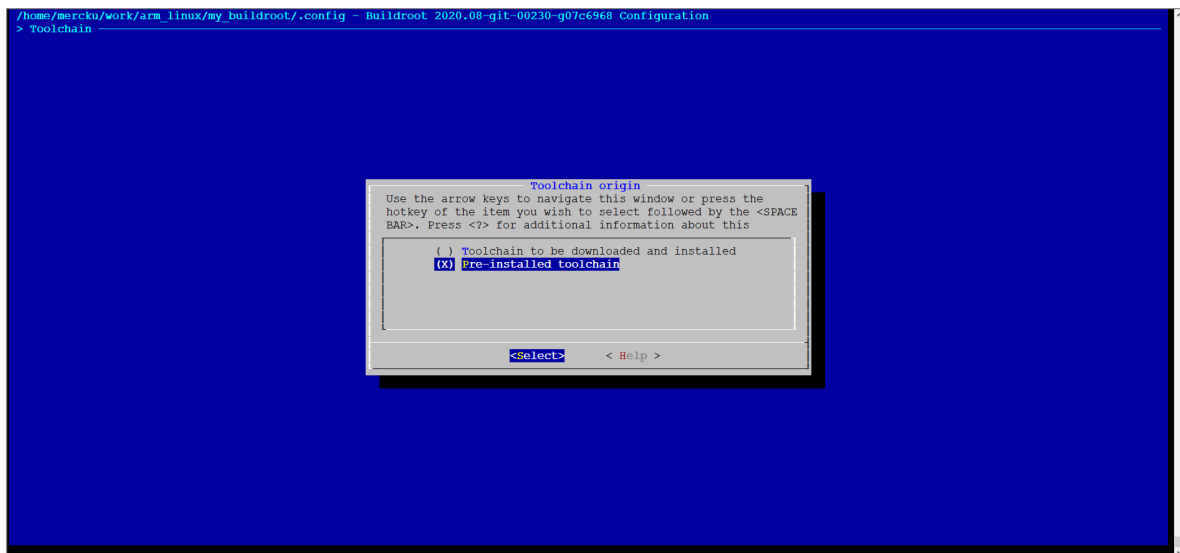 /home/mercku/work/arm_linux/my_buildroot/.config - Buildroot 2020.08-git-00230-g07c6968 Configuration
> Toolchain
Toolchain origin
Use the arrow keys to navigate this window or press the
hotkey of the item you wish to select followed by the <SPACE
BAR>. Press <?> for additional information about this
( ) Toolchain to be downloaded and installed
(X) Pre-installed toolchain
<Select> < Help >